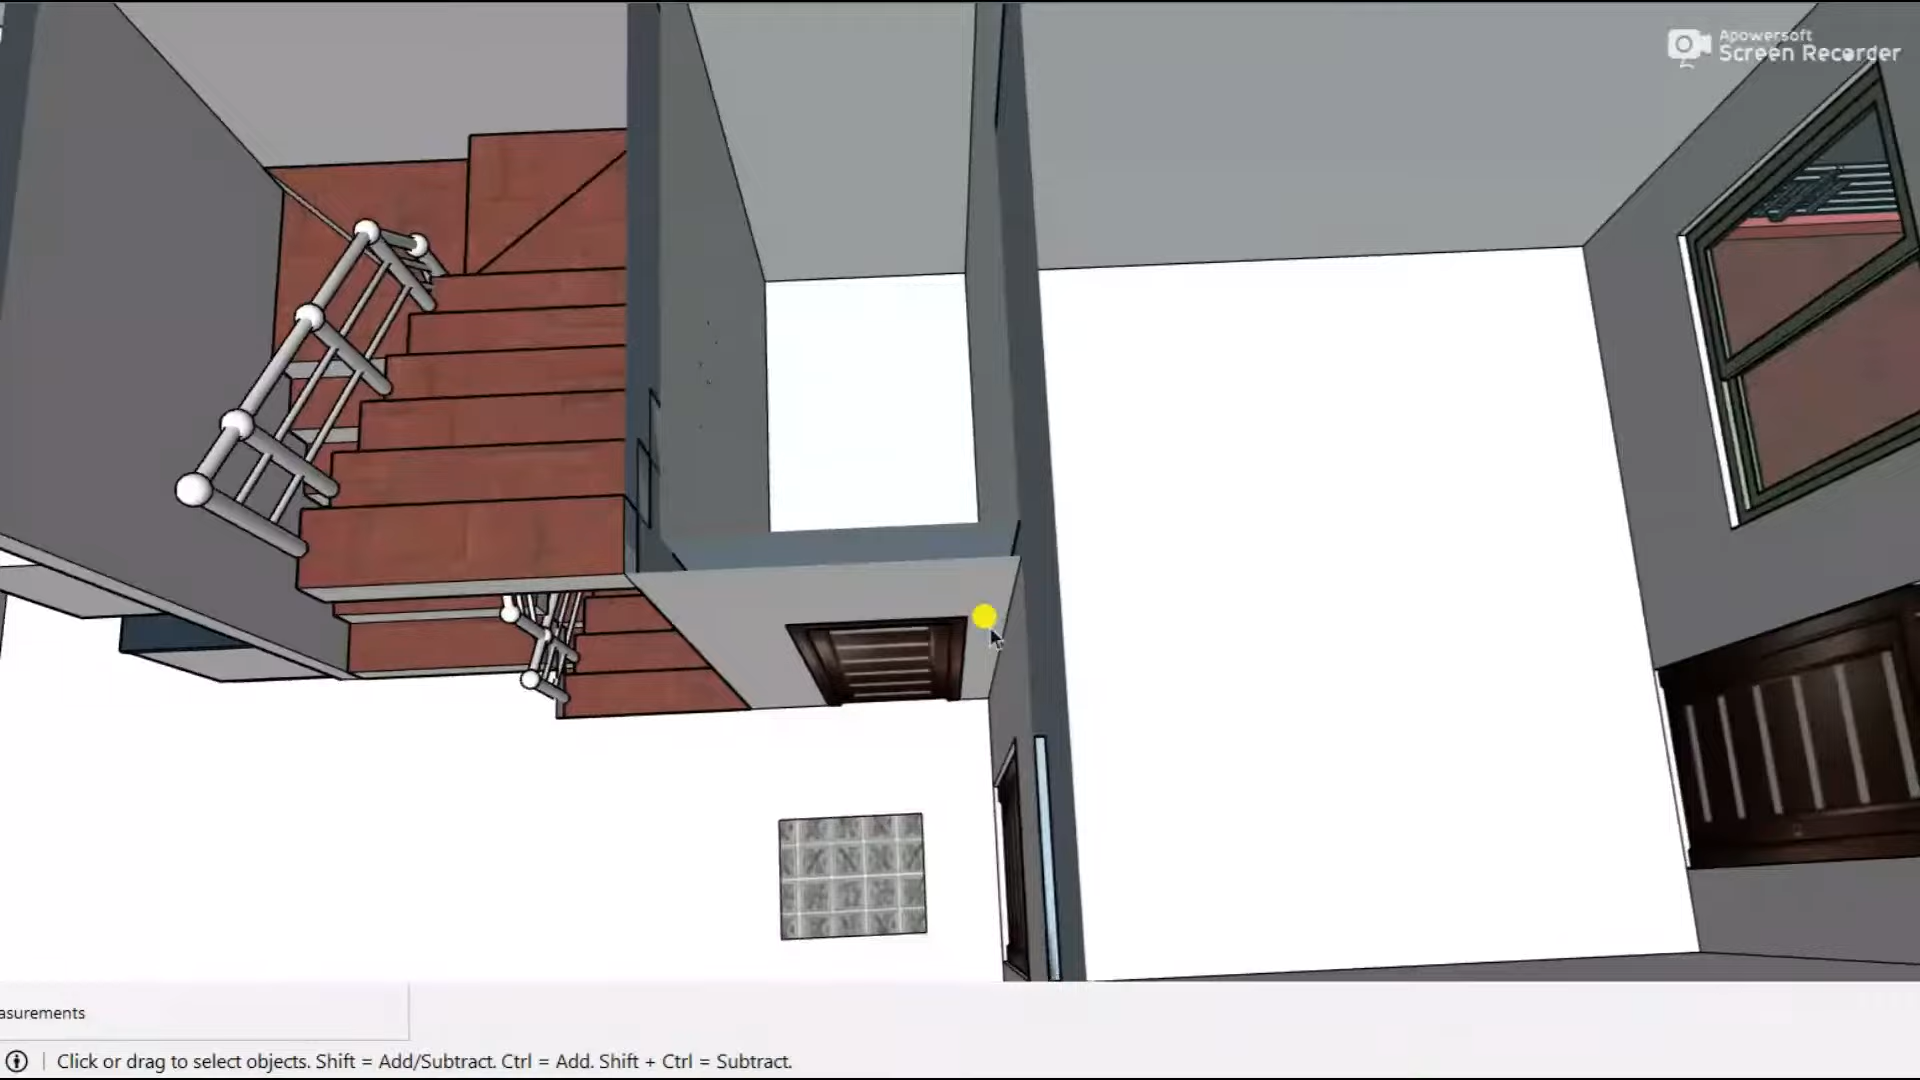 Apowersoft
Screen Recorder
asurements
Click or drag to select objects. Shift = Add/Subtract. Ctrl = Add. Shift + Ctrl = Subtract.